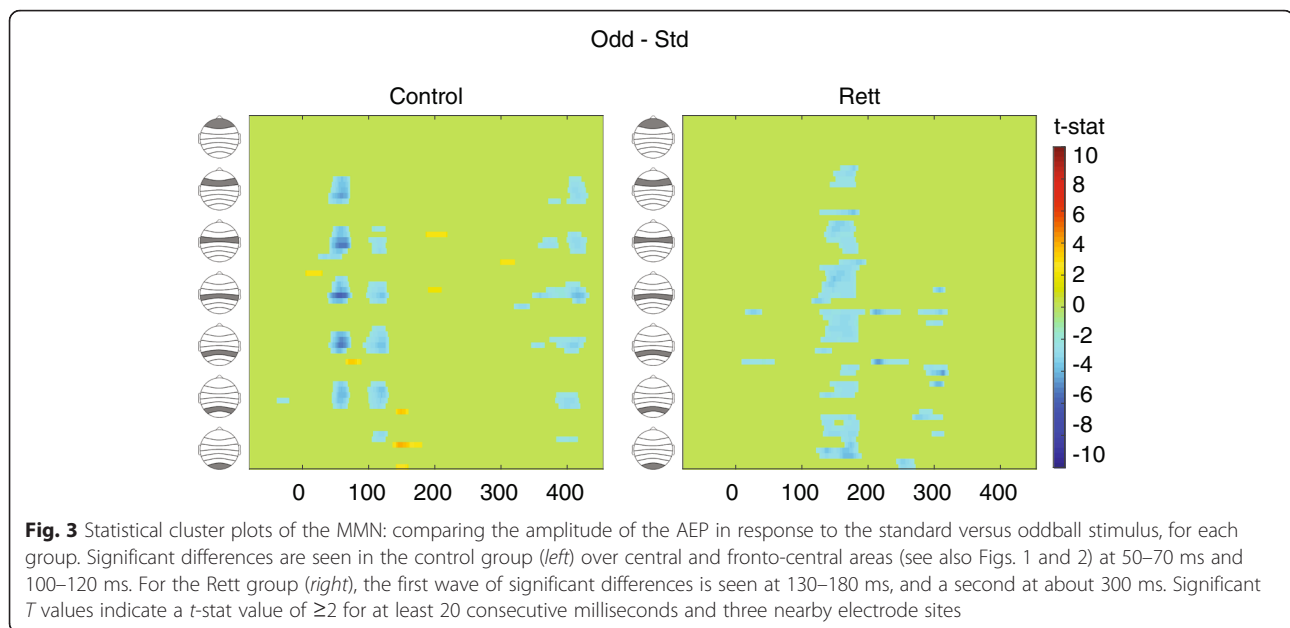 Odd - Std
Control
Rett
t-stat
10
8
6
4
2
0
-2
-4
-6
-8
-10
0 100 200 300 400
0 100 200 300 400
Fig. 3 Statistical cluster plots of the MMN: comparing the amplitude of the AEP in response to the standard versus oddball stimulus, for each
group. Significant differences are seen in the control group (left) over central and fronto-central areas (see also Figs. 1 and 2) at 50–70 ms and
100–120 ms. For the Rett group (right), the first wave of significant differences is seen at 130–180 ms, and a second at about 300 ms. Significant
T values indicate a t-stat value of ≥2 for at least 20 consecutive milliseconds and three nearby electrode sites